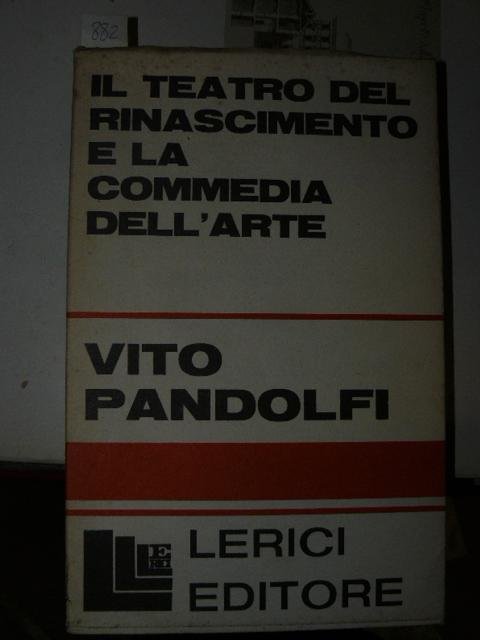 882
IL TEATRO DEL
RINASCIMENTO
E LA
COMMEDIA
DELL'ARTE
VITO
PANDOLFI
LERICI
EDITORE